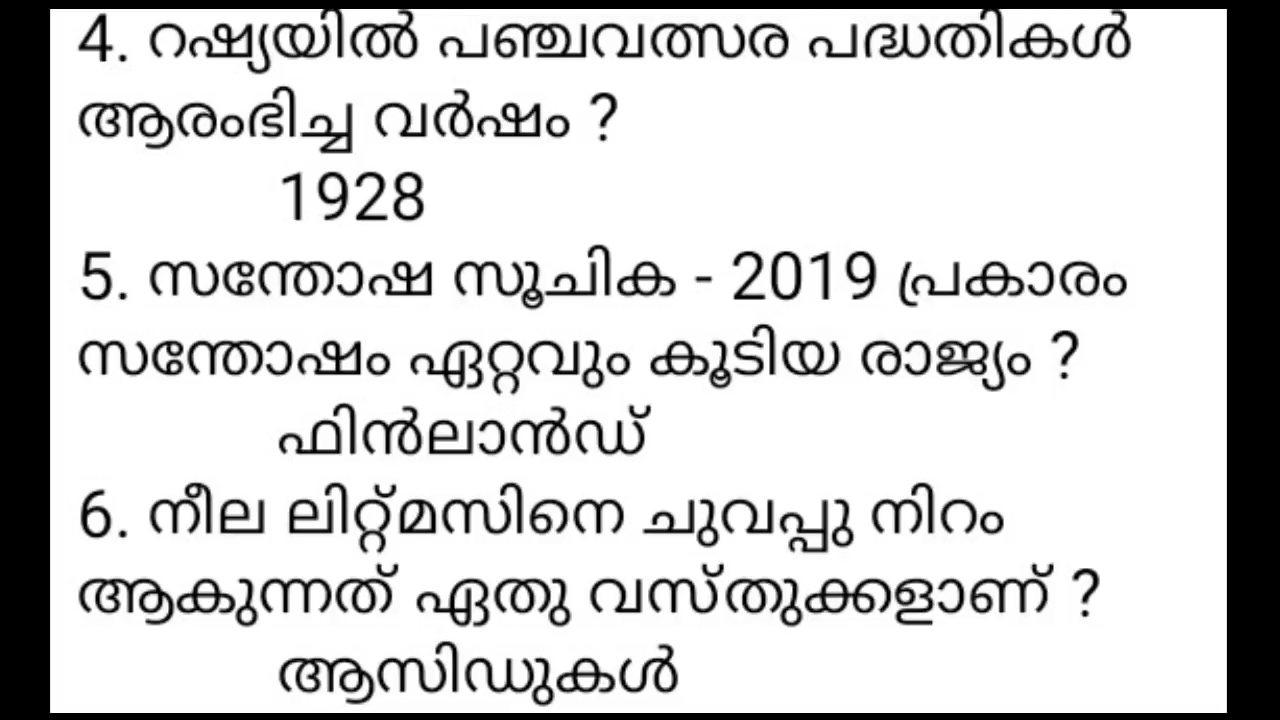 4. റഷ്യയിൽ പഞ്ചവത്സര പദ്ധതികൾ
ആരംഭിച്ച വർഷം ?
1928
5. സന്തോഷ സൂചിക - 2019 പ്രകാരം
സന്തോഷം ഏറ്റവും കൂടിയ രാജ്യം ?
ഫിൻലാൻഡ്
6. നീല ലിറ്റ്മസിനെ ചുവപ്പു നിറം
ആകുന്നത് ഏതു വസ്തുക്കളാണ് ?
ആസിഡുകൾ